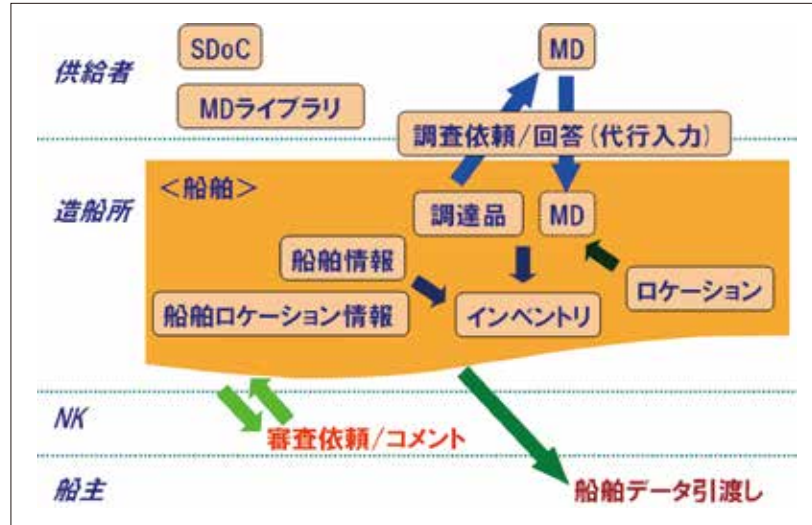 供給者
SDoC
MD
MDライブラリ
調査依頼/回答(代行入力)
造船所
<船舶>
調達品
MD
船舶情報
ロケーション
船舶ロケーション情報
インベントリ
NK
審査依頼/コメント
船主
船舶データ引渡し